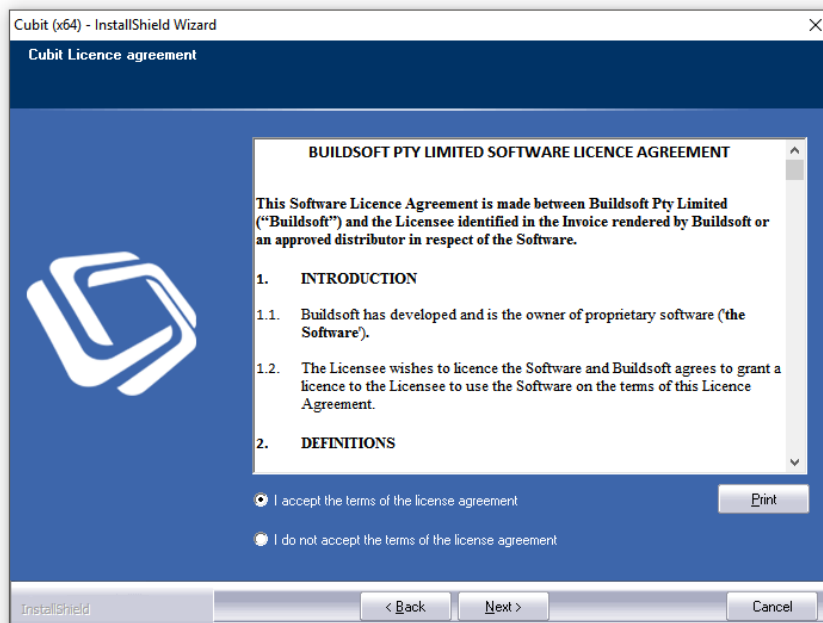 Cubit (x64) - InstallShield Wizard
Cubit Licence agreement
BUILDSOFT PTY LIMITED SOFTWARE LICENCE AGREEMENT
This Software Licence Agreement is made between Buildsoft Pty Limited
(“Buildsoft”) and the Licensee identified in the Invoice rendered by Buildsoft or
an approved distributor in respect of the Software.
1. INTRODUCTION
1.1. Buildsoft has developed and is the owner of proprietary software ('the
Software').
1.2. The Licensee wishes to licence the Software and Buildsoft agrees to grant a
licence to the Licensee to use the Software on the terms of this Licence
Agreement.
2. DEFINITIONS
I accept the terms of the license agreement
Print
I do not accept the terms of the license agreement
InstallShield
< Back
Next >
Cancel